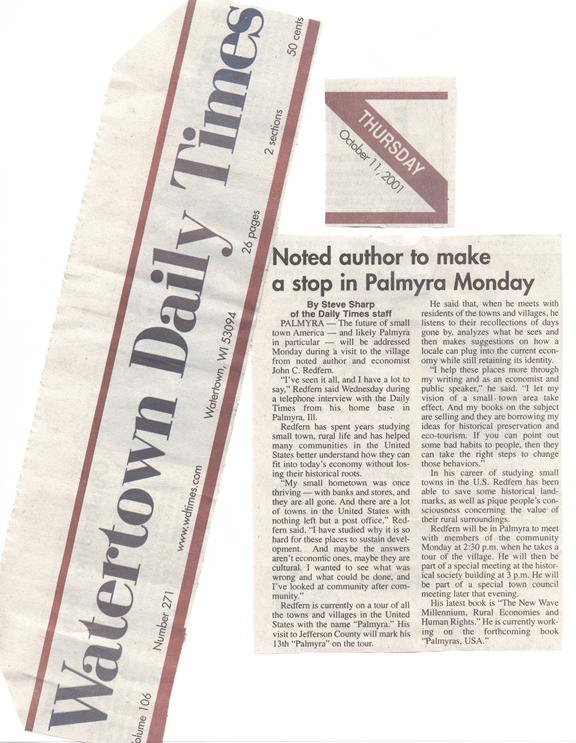 Watertown Daily Times
50 cents
2 sections
26 pages
Watertown, WI 53094
www.wdtimes.com
Number 271
olume 106
THURSDAY
October 11, 2001
Noted author to make
a stop in Palmyra Monday
By Steve Sharp
of the Daily Times staff
PALMYRA — The future of small
town America — and likely Palmyra
in particular — will be addressed
Monday during a visit to the village
from noted author and economist
John C. Redfern.
"I've seen it all, and I have a lot to
say," Redfern said Wednesday during
a telephone interview with the Daily
Times from his home base in
Palmyra, Ill.
Redfern has spent years studying
small town, rural life and has helped
many communities in the United
States better understand how they can
fit into today's economy without los-
ing their historical roots.
"My small hometown was once
thriving — with banks and stores, and
they are all gone. And there are a lot
of towns in the United States with
nothing left but a post office," Red-
fern said. "I have studied why it is so
hard for these places to sustain devel-
opment. And maybe the answers
aren't economic ones, maybe they are
cultural. I wanted to see what was
wrong and what could be done, and
I've looked at community after com-
munity."
Redfern is currently on a tour of all
the towns and villages in the United
States with the name "Palmyra." His
visit to Jefferson County will mark his
13th "Palmyra" on the tour.
He said that, when he meets with
residents of the towns and villages, he
listens to their recollections of days
gone by, analyzes what he sees and
then makes suggestions on how a
locale can plug into the current econ-
omy while still retaining its identity.
"I help these places more through
my writing and as an economist and
public speaker," he said. "I let my
vision of a small-town area take
effect. And my books on the subject
are selling and they are borrowing my
ideas for historical preservation and
eco-tourism. If you can point out
some bad habits to people, then they
can take the right steps to change
those behaviors."
In his career of studying small
towns in the U.S. Redfern has been
able to save some historical land-
marks, as well as pique people's con-
sciousness concerning the value of
their rural surroundings.
Redfern will be in Palmyra to meet
with members of the community
Monday at 2:30 p.m. when he takes a
tour of the village. He will then be
part of a special meeting at the histor-
ical society building at 3 p.m. He will
be part of a special town council
meeting later that evening.
His latest book is "The New Wave
Millennium, Rural Economies and
Human Rights." He is currently work-
ing on the forthcoming book
"Palmyras, USA."